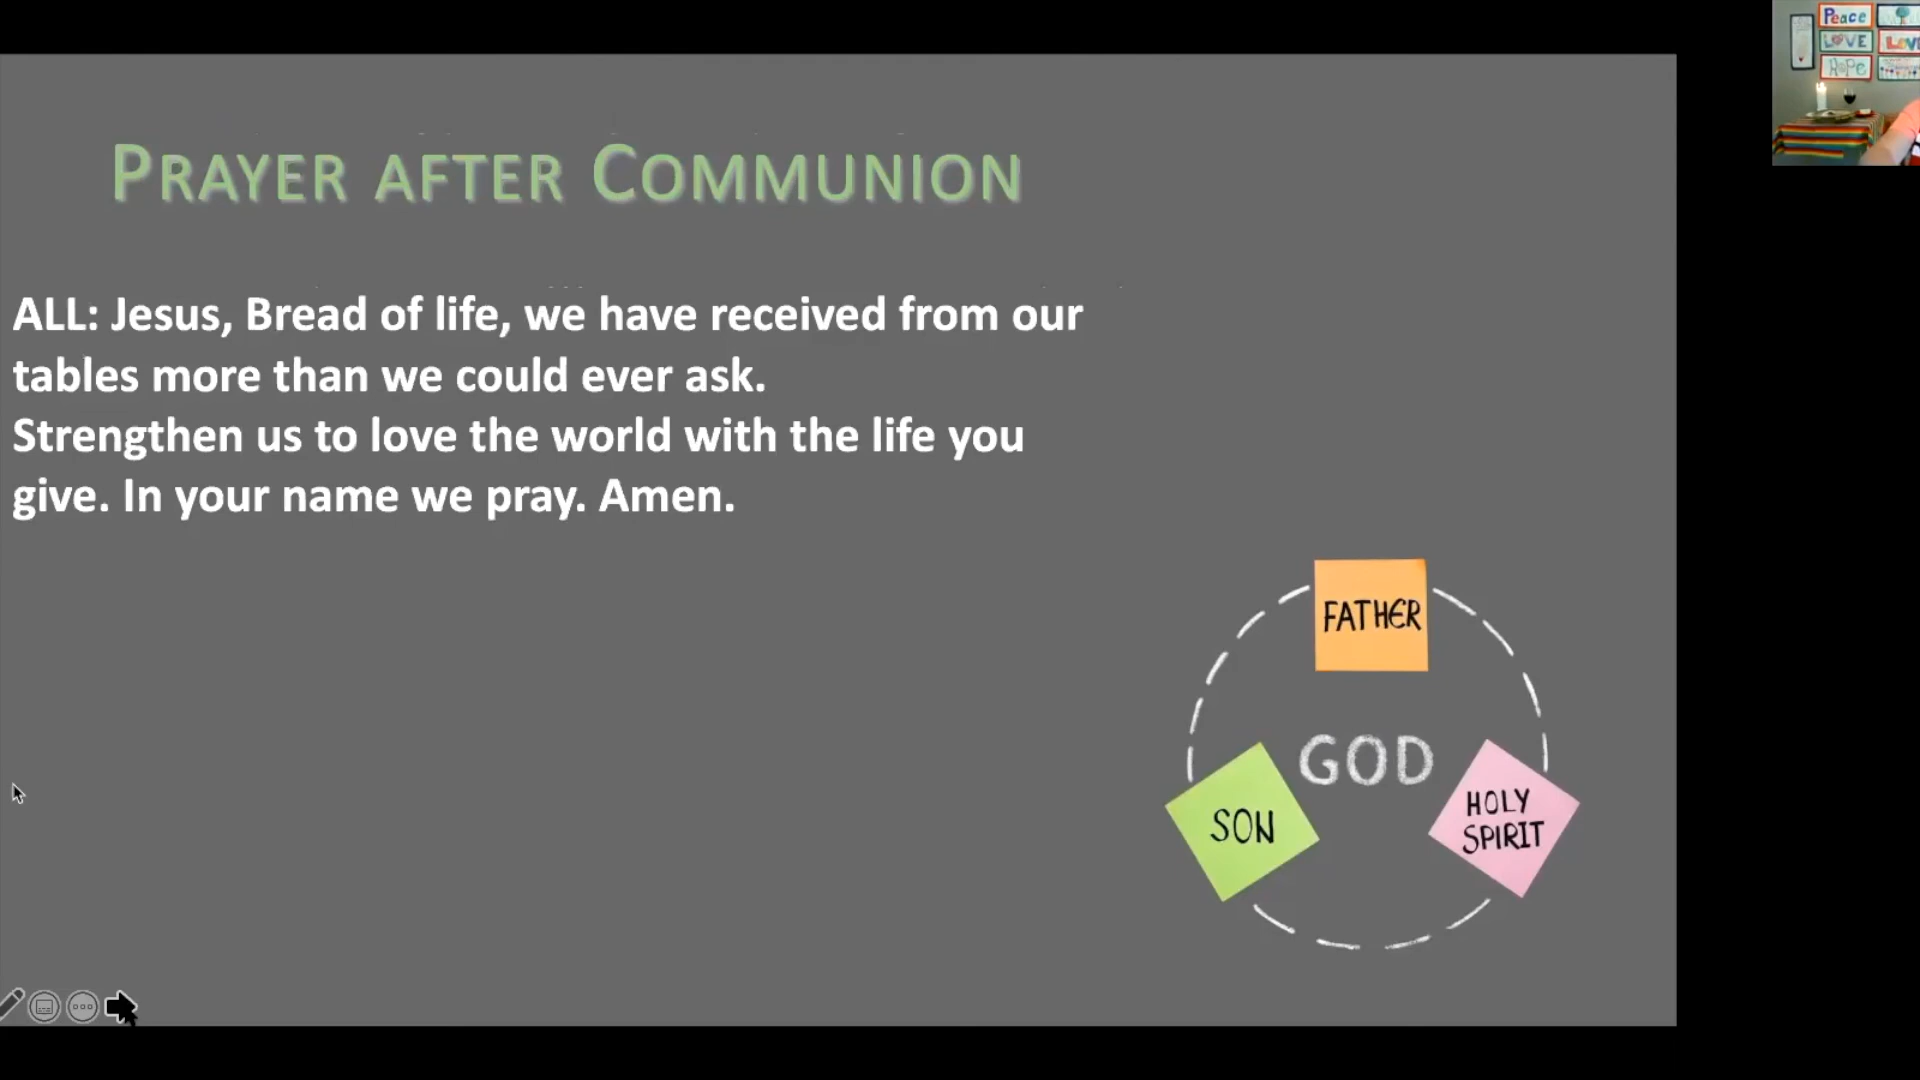 Peace
LOVE
LOVE
HOPE
PRAYER AFTER COMMUNION
ALL: Jesus, Bread of life, we have received from our
tables more than we could ever ask.
Strengthen us to love the world with the life you
give. In your name we pray. Amen.
FATHER
GOD
SON
HOLY
SPIRIT